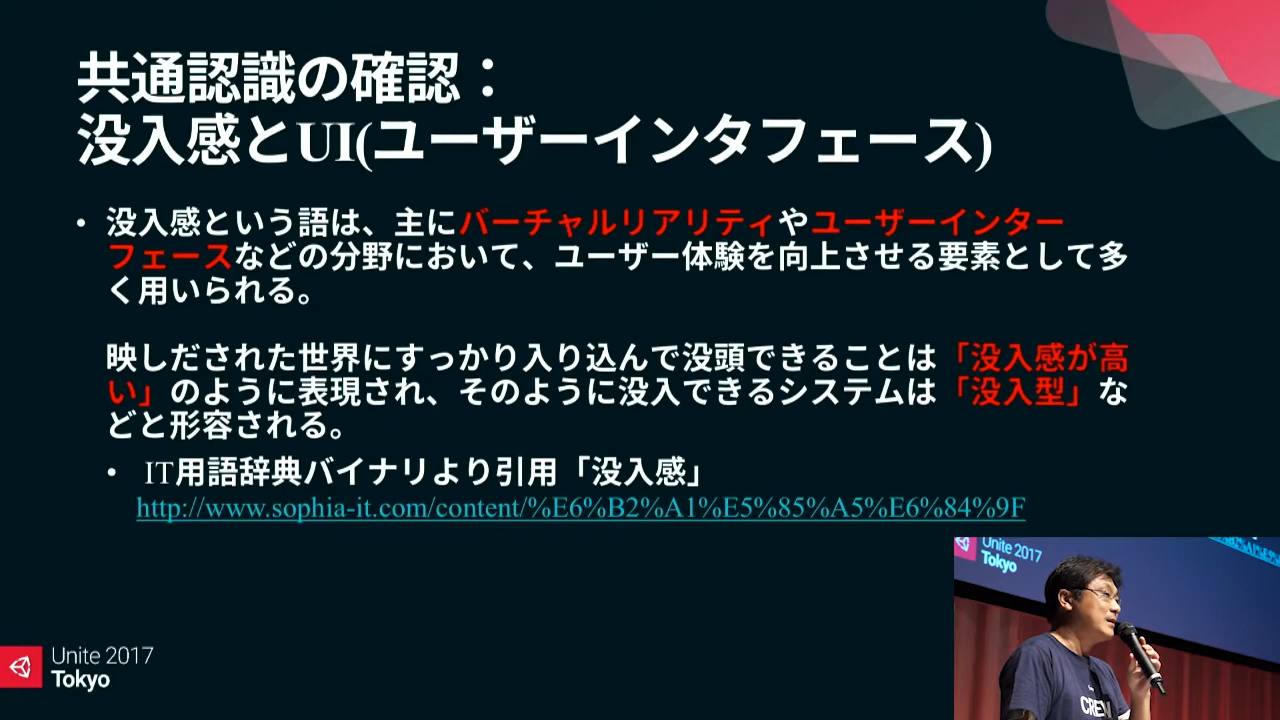 共通認識の確認：
没入感とUI(ユーザーインタフェース)
• 没入感という語は、主にバーチャルリアリティやユーザーインター
フェースなどの分野において、ユーザー体験を向上させる要素として多
く用いられる。
映しだされた世界にすっかり入り込んで没頭できることは「没入感が高
い」のように表現され、そのように没入できるシステムは「没入型」な
どと形容される。
• IT用語辞典バイナリより引用「没入感」
http://www.sophia-it.com/content/%E6%B2%A1%E5%85%A5%E6%84%9F
Unite 2017
Tokyo
Unite 2017
Tokyo